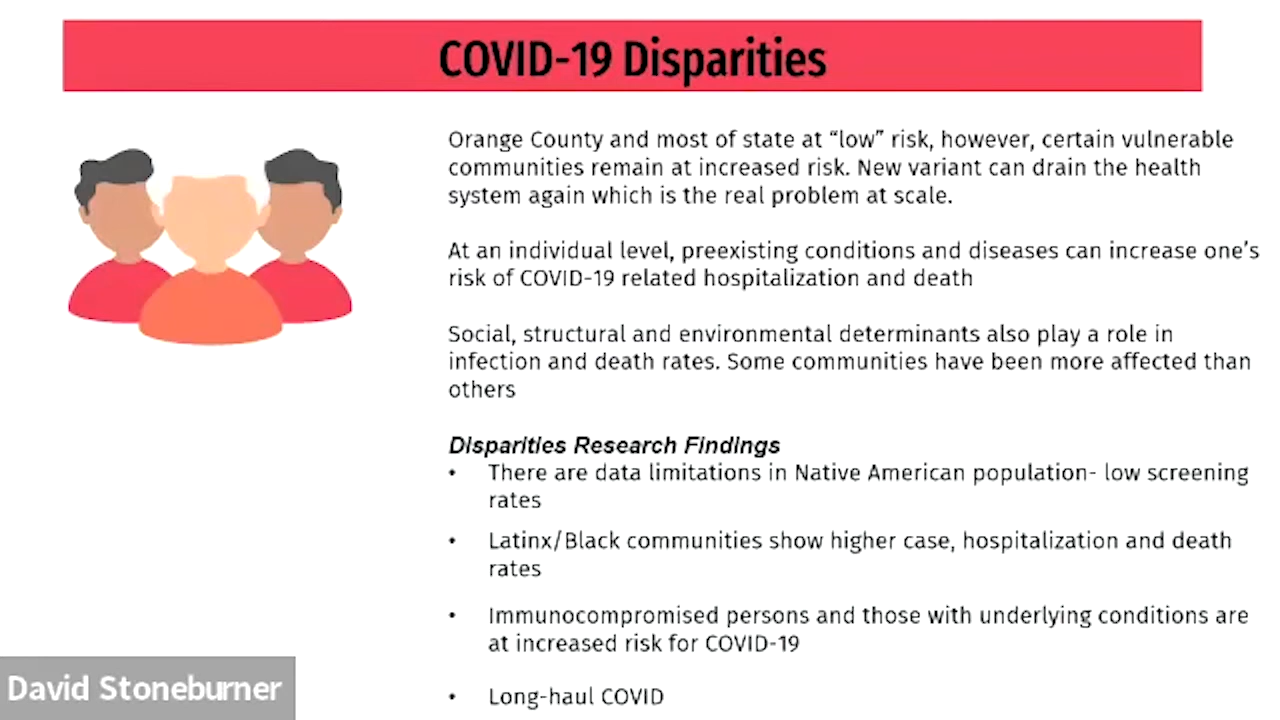 COVID-19 Disparities
Orange County and most of state at “low” risk, however, certain vulnerable
communities remain at increased risk. New variant can drain the health
system again which is the real problem at scale.
At an individual level, preexisting conditions and diseases can increase one’s
risk of COVID-19 related hospitalization and death
Social, structural and environmental determinants also play a role in
infection and death rates. Some communities have been more affected than
others
Disparities Research Findings
• There are data limitations in Native American population- low screening
rates
• Latinx/Black communities show higher case, hospitalization and death
rates
• Immunocompromised persons and those with underlying conditions are
at increased risk for COVID-19
• Long-haul COVID
David Stoneburner